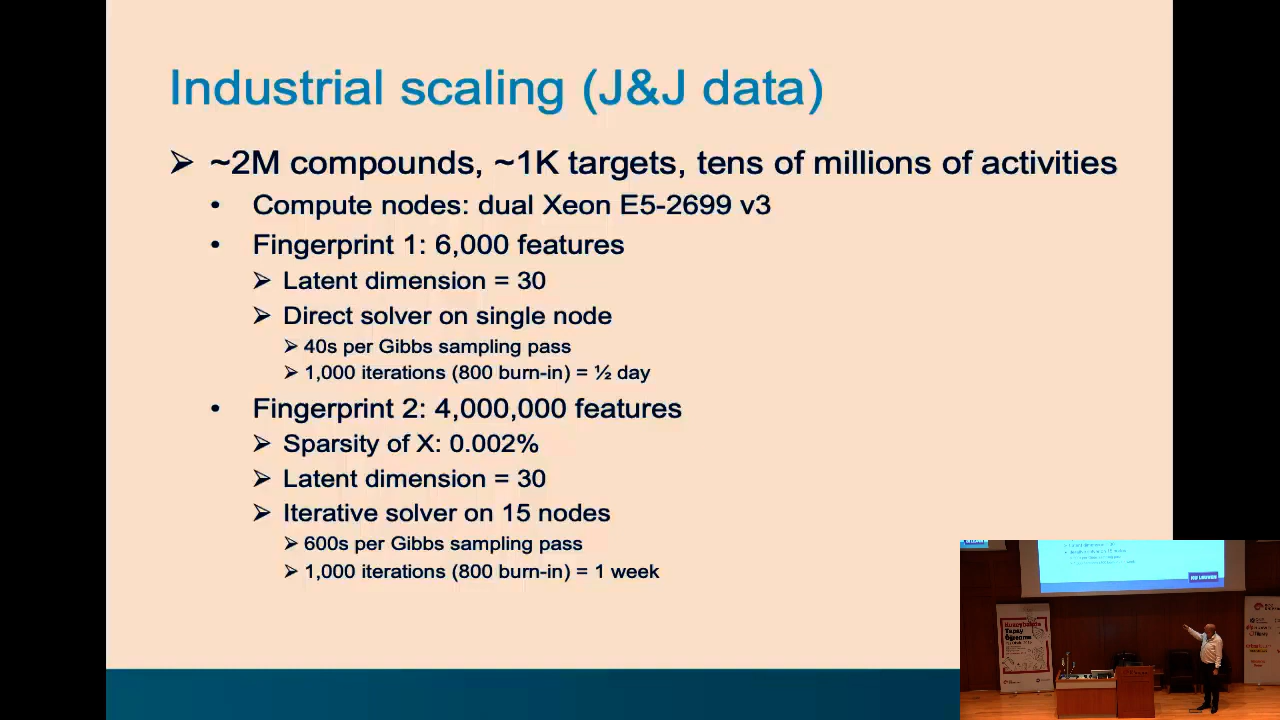 Industrial scaling (J&J data)
➢ ~2M compounds, ~1K targets, tens of millions of activities
• Compute nodes: dual Xeon E5-2699 v3
• Fingerprint 1: 6,000 features
➢ Latent dimension = 30
➢ Direct solver on single node
➢ 40s per Gibbs sampling pass
➢ 1,000 iterations (800 burn-in) = ½ day
• Fingerprint 2: 4,000,000 features
➢ Sparsity of X: 0.002%
➢ Latent dimension = 30
➢ Iterative solver on 15 nodes
➢ 600s per Gibbs sampling pass
➢ 1,000 iterations (800 burn-in) = 1 week
KU LEUVEN
Yapay
Öğrenme